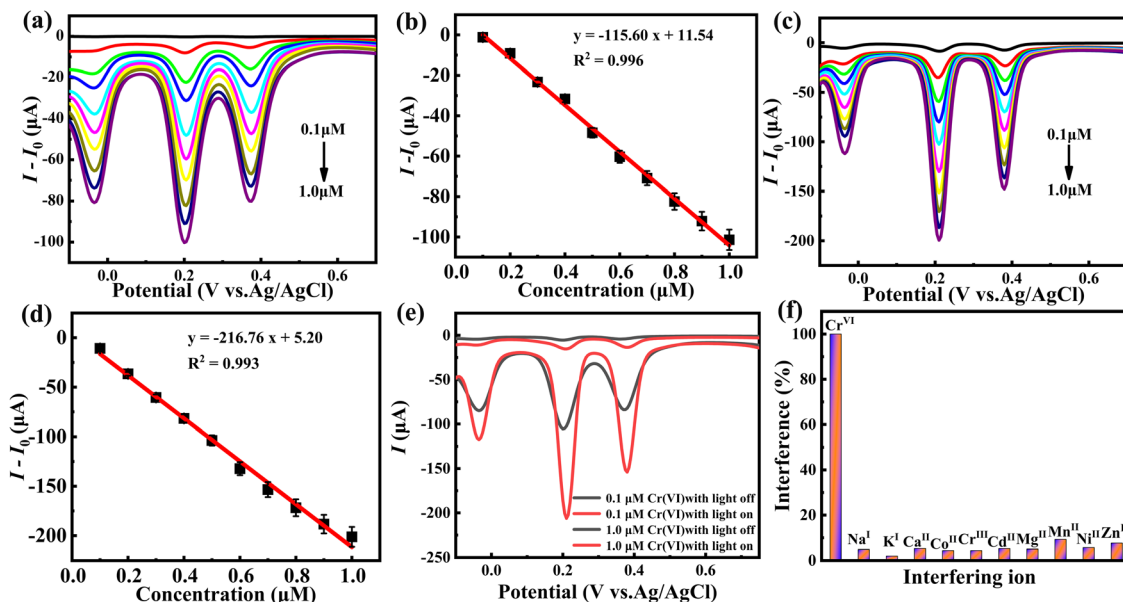 (a)
0
-20
-40
-60
-80
-100
0.0
0.2
0.4
0.6
I - I0 (μA)
Potential (V vs.Ag/AgCl)
0.1μM
1.0μM
(b)
y = -115.60 x + 11.54
R2 = 0.996
0
-20
-40
-60
-80
-100
0.0
0.2
0.4
0.6
0.8
1.0
I -I0 (μA)
Concentration (μM)
(c)
0
-50
-100
-150
-200
0.0
0.2
0.4
0.6
I - I0 (μA)
Potential (V vs.Ag/AgCl)
0.1μM
1.0μM
(d)
y = -216.76 x + 5.20
R2 = 0.993
0
-50
-100
-150
-200
0.0
0.2
0.4
0.6
0.8
1.0
I - I0 (μA)
Concentration (μM)
(e)
0
-50
-100
-150
-200
-250
0.0
0.2
0.4
0.6
I (μA)
Potential (V vs.Ag/AgCl)
0.1 μM Cr(VI)with light off
0.1 μM Cr(VI)with light on
1.0 μM Cr(VI)with light off
1.0 μM Cr(VI)with light on
(f)
100
80
60
40
20
0
Interference (%)
CrVI
NaI
KI
CaII
CoII
CrIII
CdII
MgII
MnII
NiII
Interfering ion